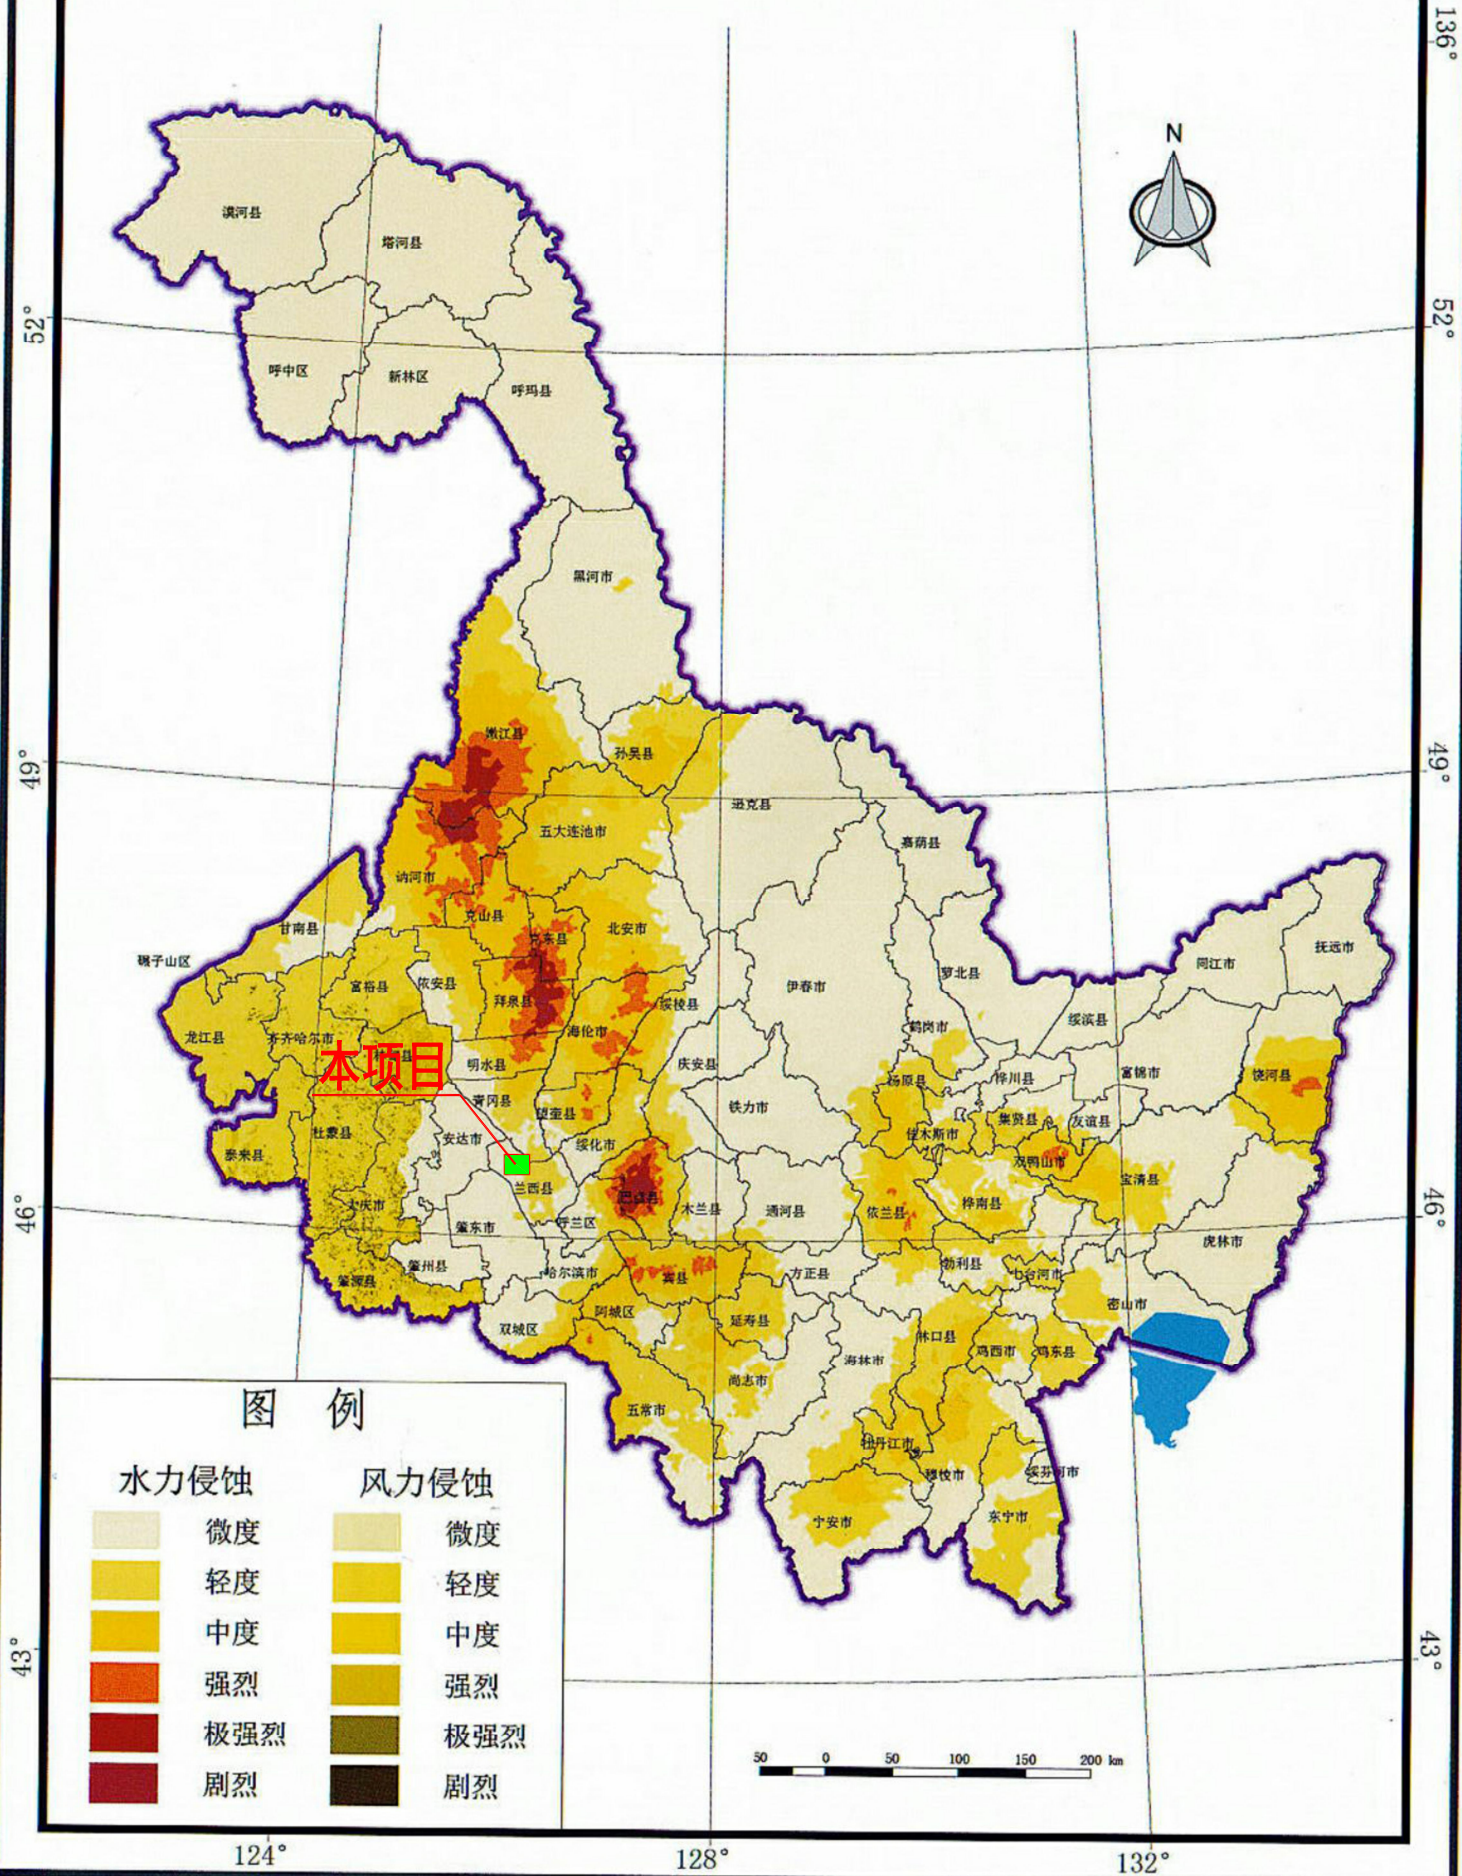 136°
N
漠河县
塔河县
52°
52°
呼中区
新林区
呼玛县
黑河市
嫩江县
孙吴县
49°
49°
逊克县
五大连池市
嘉荫县
讷河市
克山县
甘南县
北安市
克东县
抚远市
碾子山区
同江市
萝北县
富裕县
依安县
伊春市
拜泉县
绥棱县
绥滨县
鹤岗市
海伦市
龙江县
齐齐哈尔市
本项目
明水县
庆安县
富锦市
饶河县
汤原县
桦川县
青冈县
铁力市
望奎县
集贤县
友谊县
杜蒙县
安达市
佳木斯市
绥化市
泰来县
双鸭山市
宝清县
兰西县
巴彦县
大庆市
木兰县
通河县
依兰县
桦南县
46°
46°
肇东市
呼兰区
虎林市
肇州县
勃利县
哈尔滨市
宾县
方正县
七台河市
肇源县
密山市
阿城区
延寿县
双城区
林口县
鸡西市
鸡东县
海林市
尚志市
五常市
牡丹江市
穆棱市
绥芬河市
宁安市
东宁市
图 例
水力侵蚀 风力侵蚀
微度 微度
轻度 轻度
中度 中度
强烈 强烈
极强烈 极强烈
剧烈 剧烈
43°
43°
50 0 50 100 150 200 km
124°
128°
132°